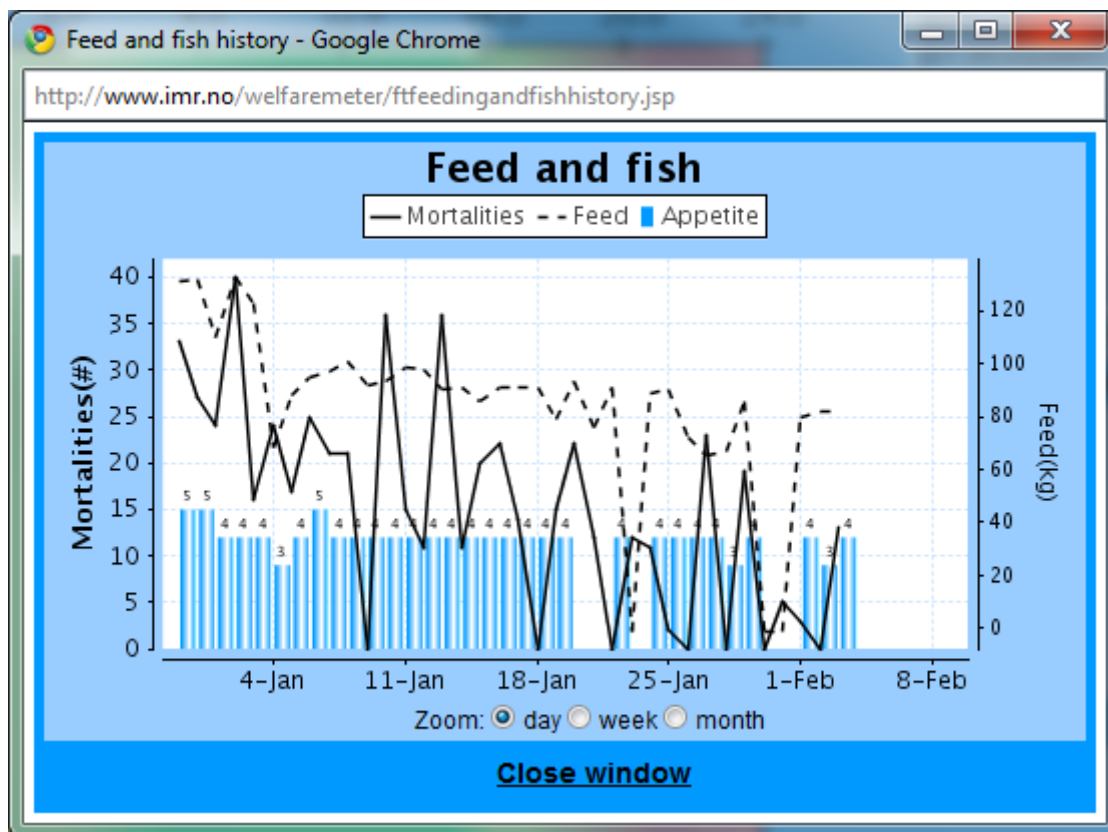 Feed and fish history - Google Chrome
http://www.imr.no/welfaremeter/ftfeedingandfishhistory.jsp
Feed and fish
Mortalities Feed Appetite
Mortalities(#)
40
35
30
25
20
15
10
5
0
5 5 4 4 4 3 4 5 4 4 4 4 4 4 4 4 4 4 4 4 4 4 4 4 4 4 4 3 4 4 3 4
120
100
80
60
40
20
0
Feed(kg)
4-Jan 11-Jan 18-Jan 25-Jan 1-Feb 8-Feb
Zoom: day week month
Close window